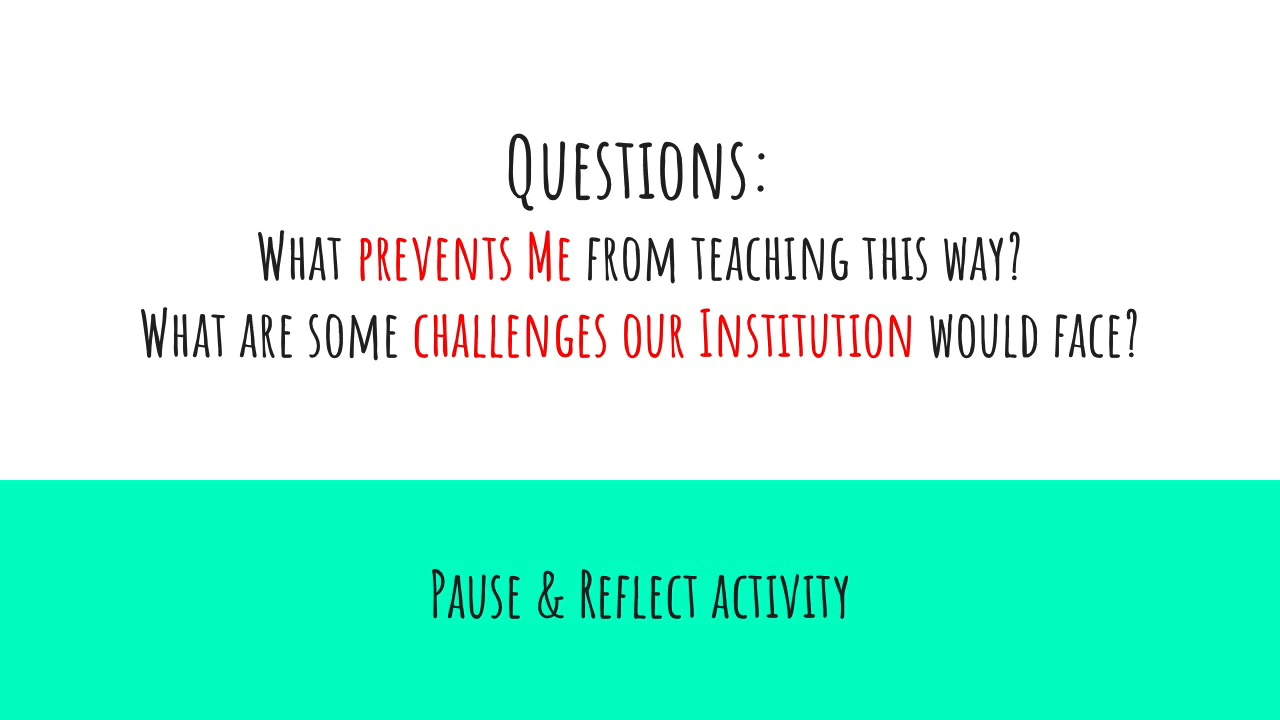 Questions:
What prevents Me from teaching this way?
What are some challenges our Institution would face?
Pause & Reflect activity